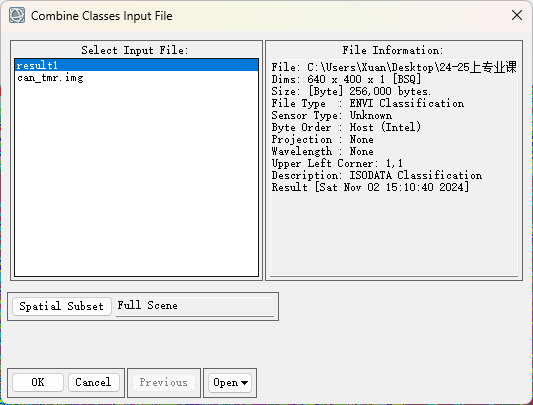 Combine Classes Input File
Select Input File:
result1
can_tmr.img
File Information:
File: C:\Users\Xuan\Desktop\24-25上专业课
Dims: 640 x 400 x 1 [BSQ]
Size: [Byte] 256,000 bytes.
File Type  : ENVI Classification
Sensor Type: Unknown
Byte Order : Host (Intel)
Projection : None
Wavelength : None
Upper Left Corner: 1,1
Description: ISODATA Classification
Result [Sat Nov 02 15:10:40 2024]
Spatial Subset Full Scene
OK Cancel Previous Open